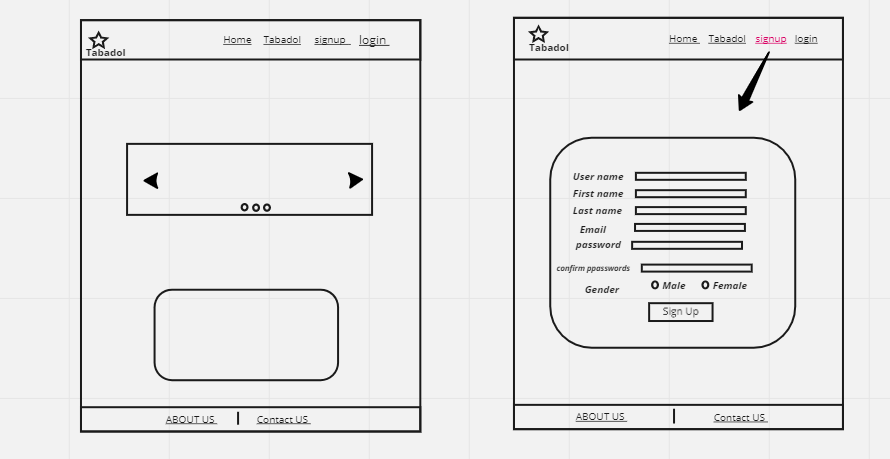 Tabadol
Home Tabadol signup login
ABOUT US Contact US
Tabadol
Home Tabadol signup login
User name
First name
Last name
Email
password
confirm ppasswords
Gender Male Female
Sign Up
ABOUT US Contact US